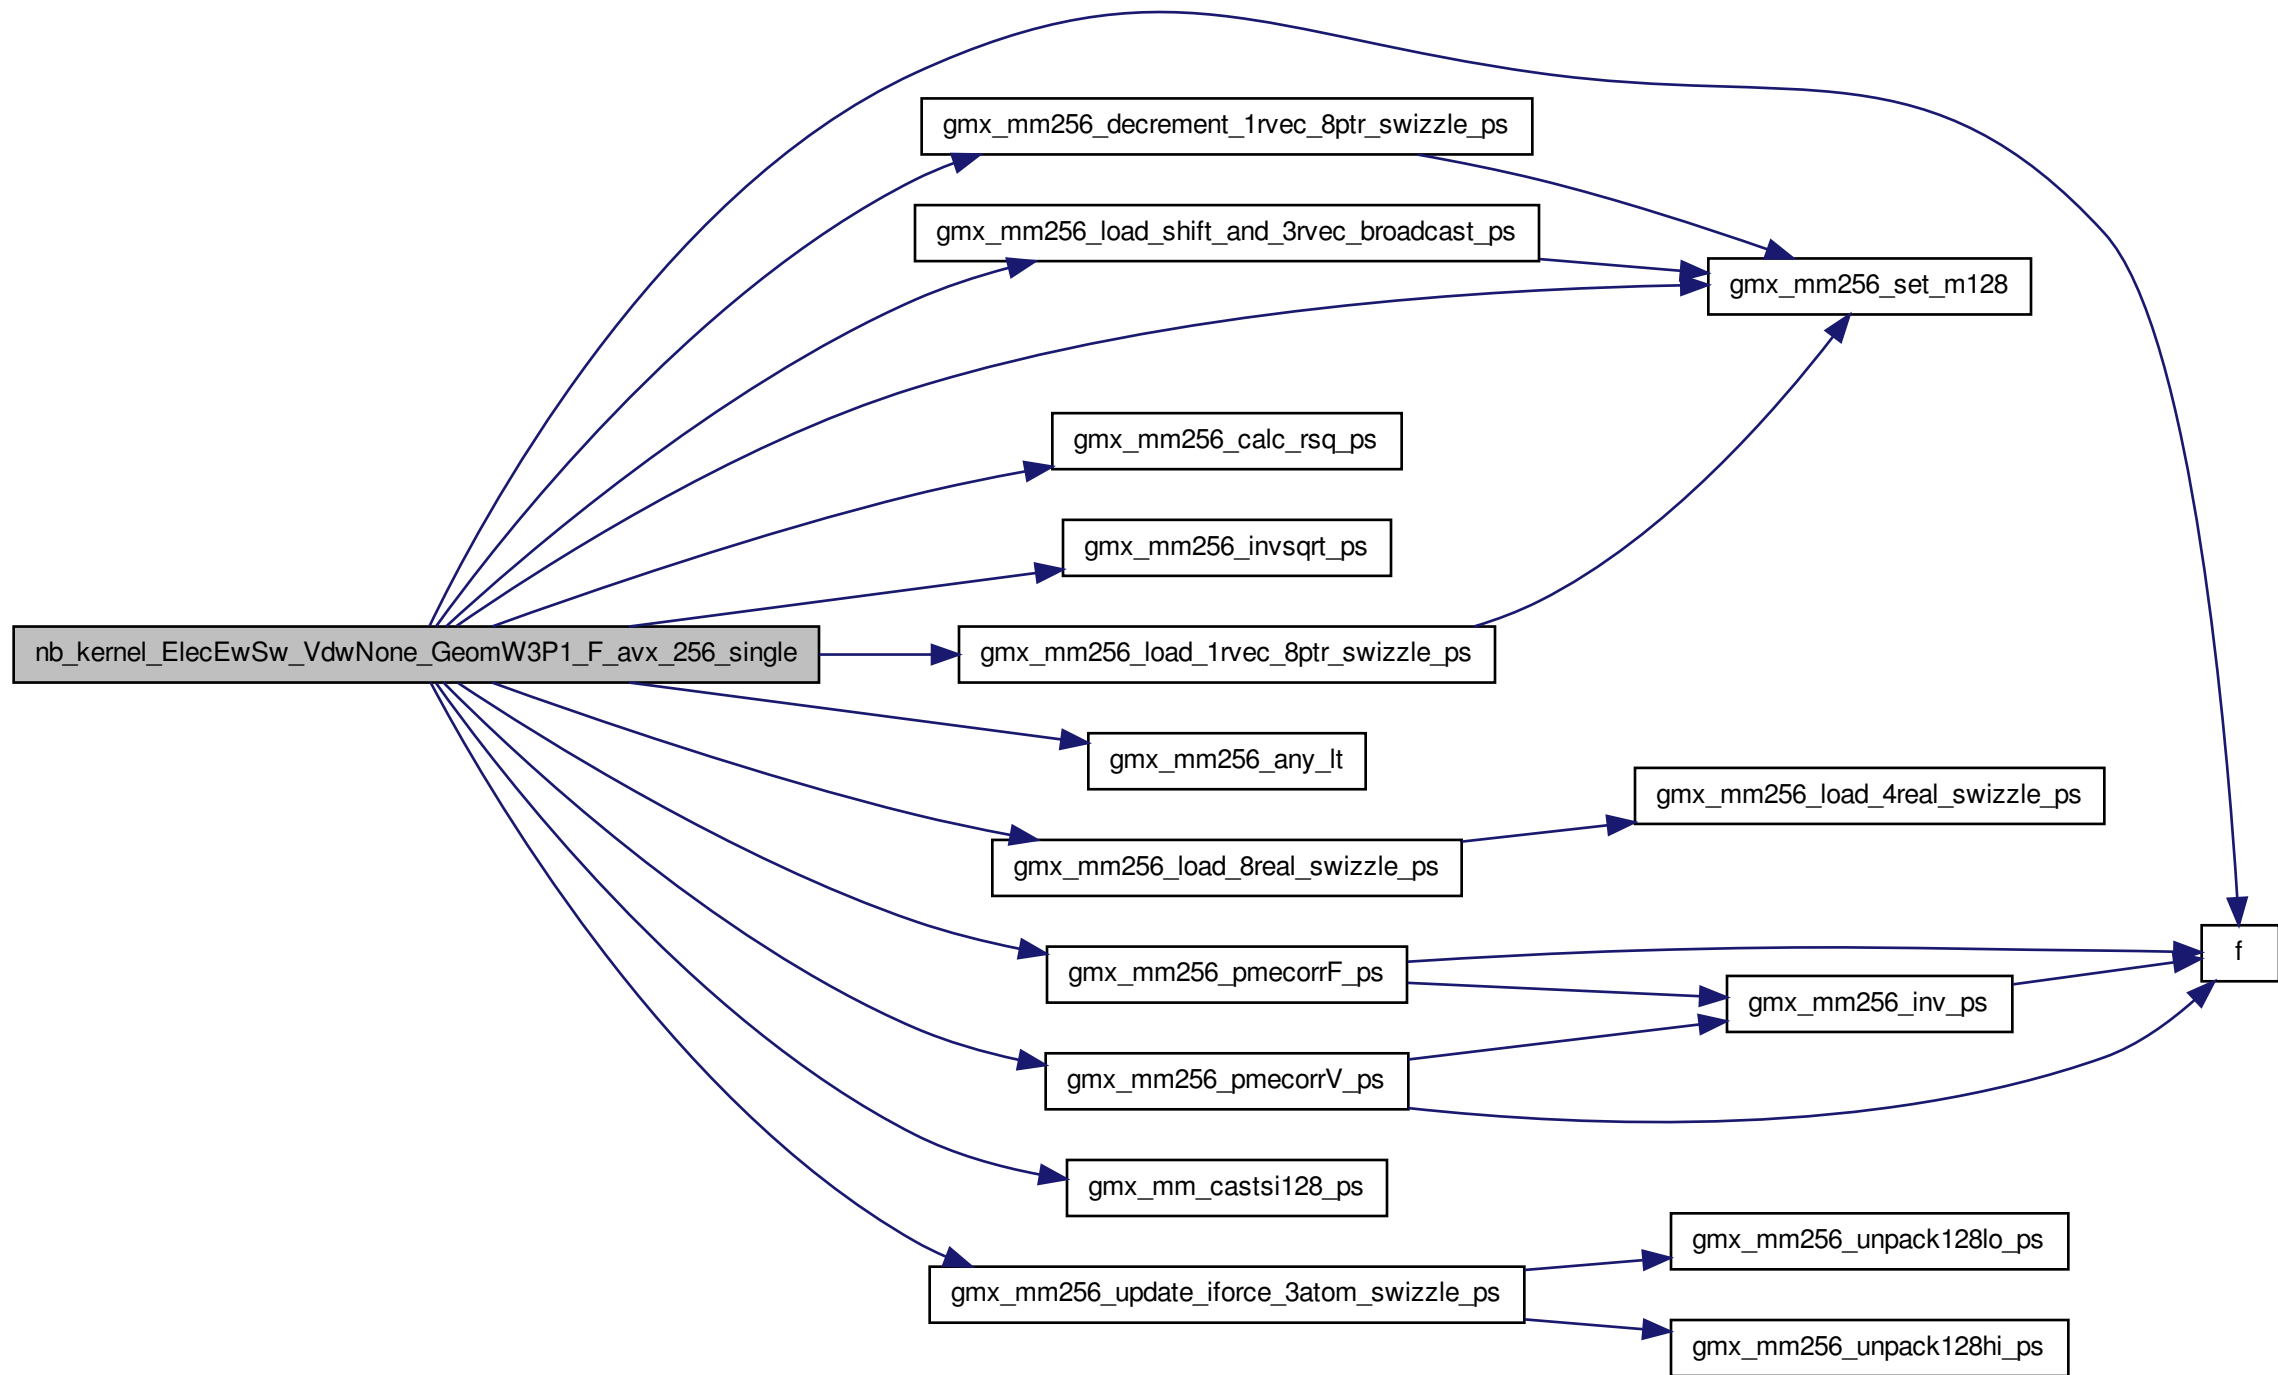 gmx_mm256_decrement_1rvec_8ptr_swizzle_ps
gmx_mm256_load_shift_and_3rvec_broadcast_ps
gmx_mm256_set_m128
gmx_mm256_calc_rsq_ps
gmx_mm256_invsqrt_ps
nb_kernel_ElecEwSw_VdwNone_GeomW3P1_F_avx_256_single
gmx_mm256_load_1rvec_8ptr_swizzle_ps
gmx_mm256_any_lt
gmx_mm256_load_4real_swizzle_ps
gmx_mm256_load_8real_swizzle_ps
f
gmx_mm256_pmecorrF_ps
gmx_mm256_inv_ps
gmx_mm256_pmecorrV_ps
gmx_mm_castsi128_ps
gmx_mm256_unpack128lo_ps
gmx_mm256_update_iforce_3atom_swizzle_ps
gmx_mm256_unpack128hi_ps